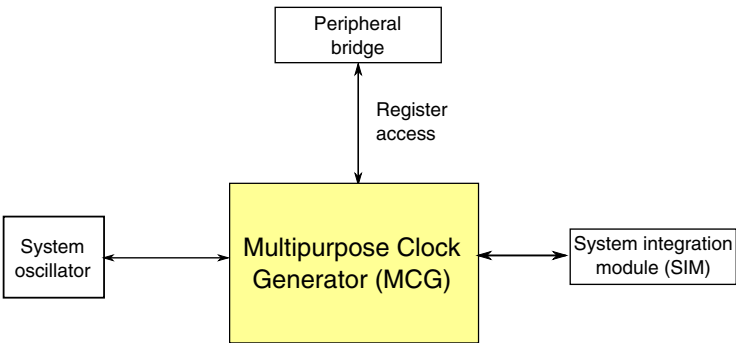 Peripheral
bridge
Register
access
System
oscillator
Multipurpose Clock
Generator (MCG)
System integration
module (SIM)